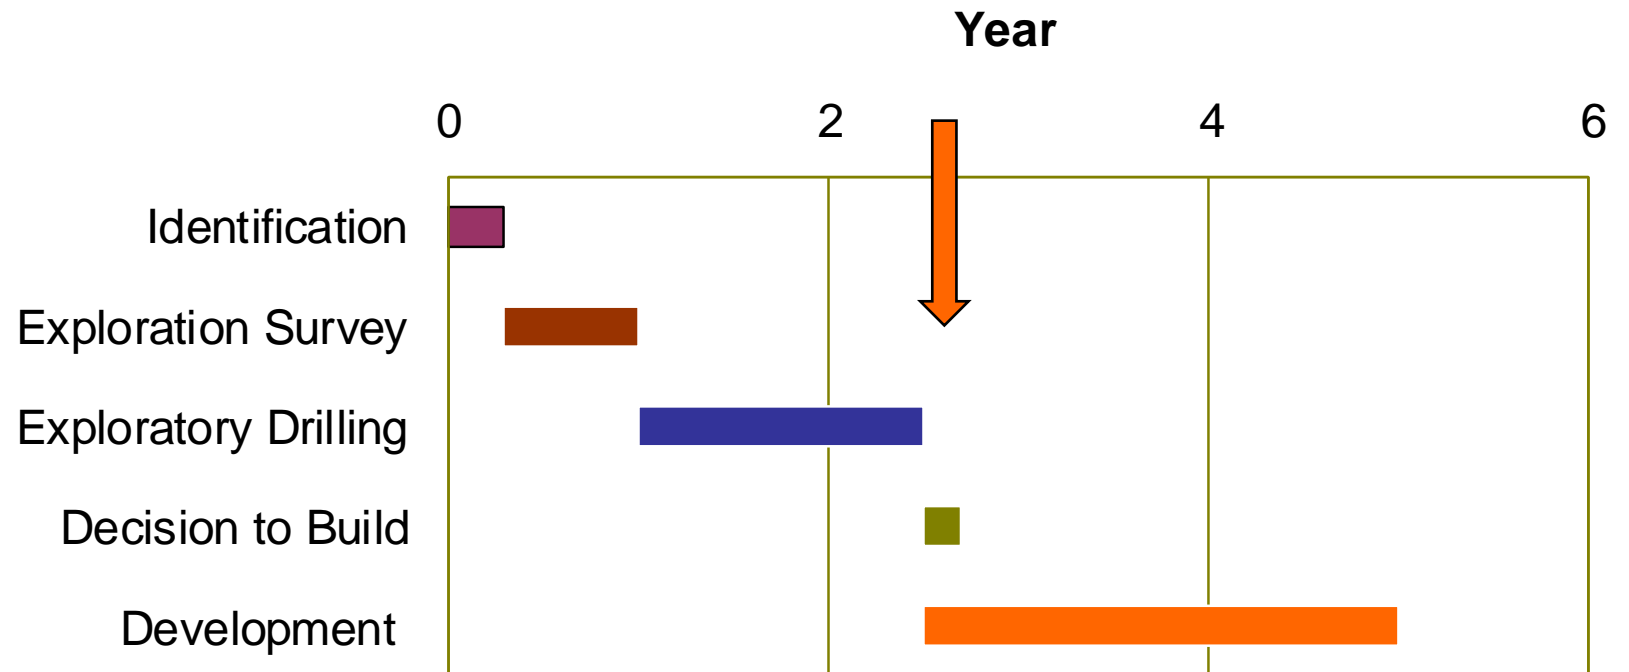 Year
0 2 4 6
Identification
Exploration Survey
Exploratory Drilling
Decision to Build
Development